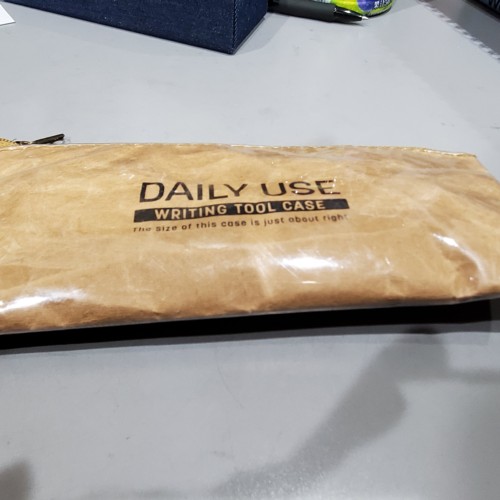 DAILY USE
WRITING TOOL CASE
The size of this case is just about right